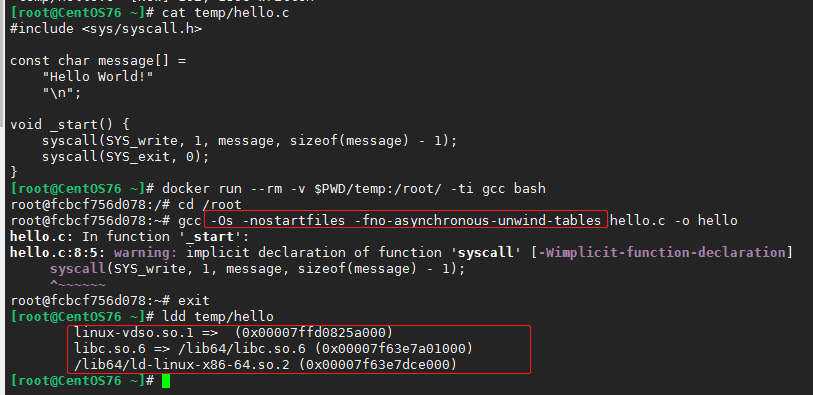 [root@CentOS76 ~]# cat temp/hello.c
#include <sys/syscall.h>
const char message[] =
"Hello World!"
"\n";
void _start() {
syscall(SYS_write, 1, message, sizeof(message) - 1);
syscall(SYS_exit, 0);
}
[root@CentOS76 ~]# docker run --rm -v $PWD/temp:/root/ -ti gcc bash
root@fcbcf756d078:/# cd /root
root@fcbcf756d078:~# gcc -Os -nostartfiles -fno-asynchronous-unwind-tables hello.c -o hello
hello.c: In function '_start':
hello.c:8:5: warning: implicit declaration of function 'syscall' [-Wimplicit-function-declaration]
syscall(SYS_write, 1, message, sizeof(message) - 1);
^~~~~~~
root@fcbcf756d078:~# exit
[root@CentOS76 ~]# ldd temp/hello
linux-vdso.so.1 =>  (0x00007ffd0825a000)
libc.so.6 => /lib64/libc.so.6 (0x00007f63e7a01000)
/lib64/ld-linux-x86-64.so.2 (0x00007f63e7dce000)
[root@CentOS76 ~]#